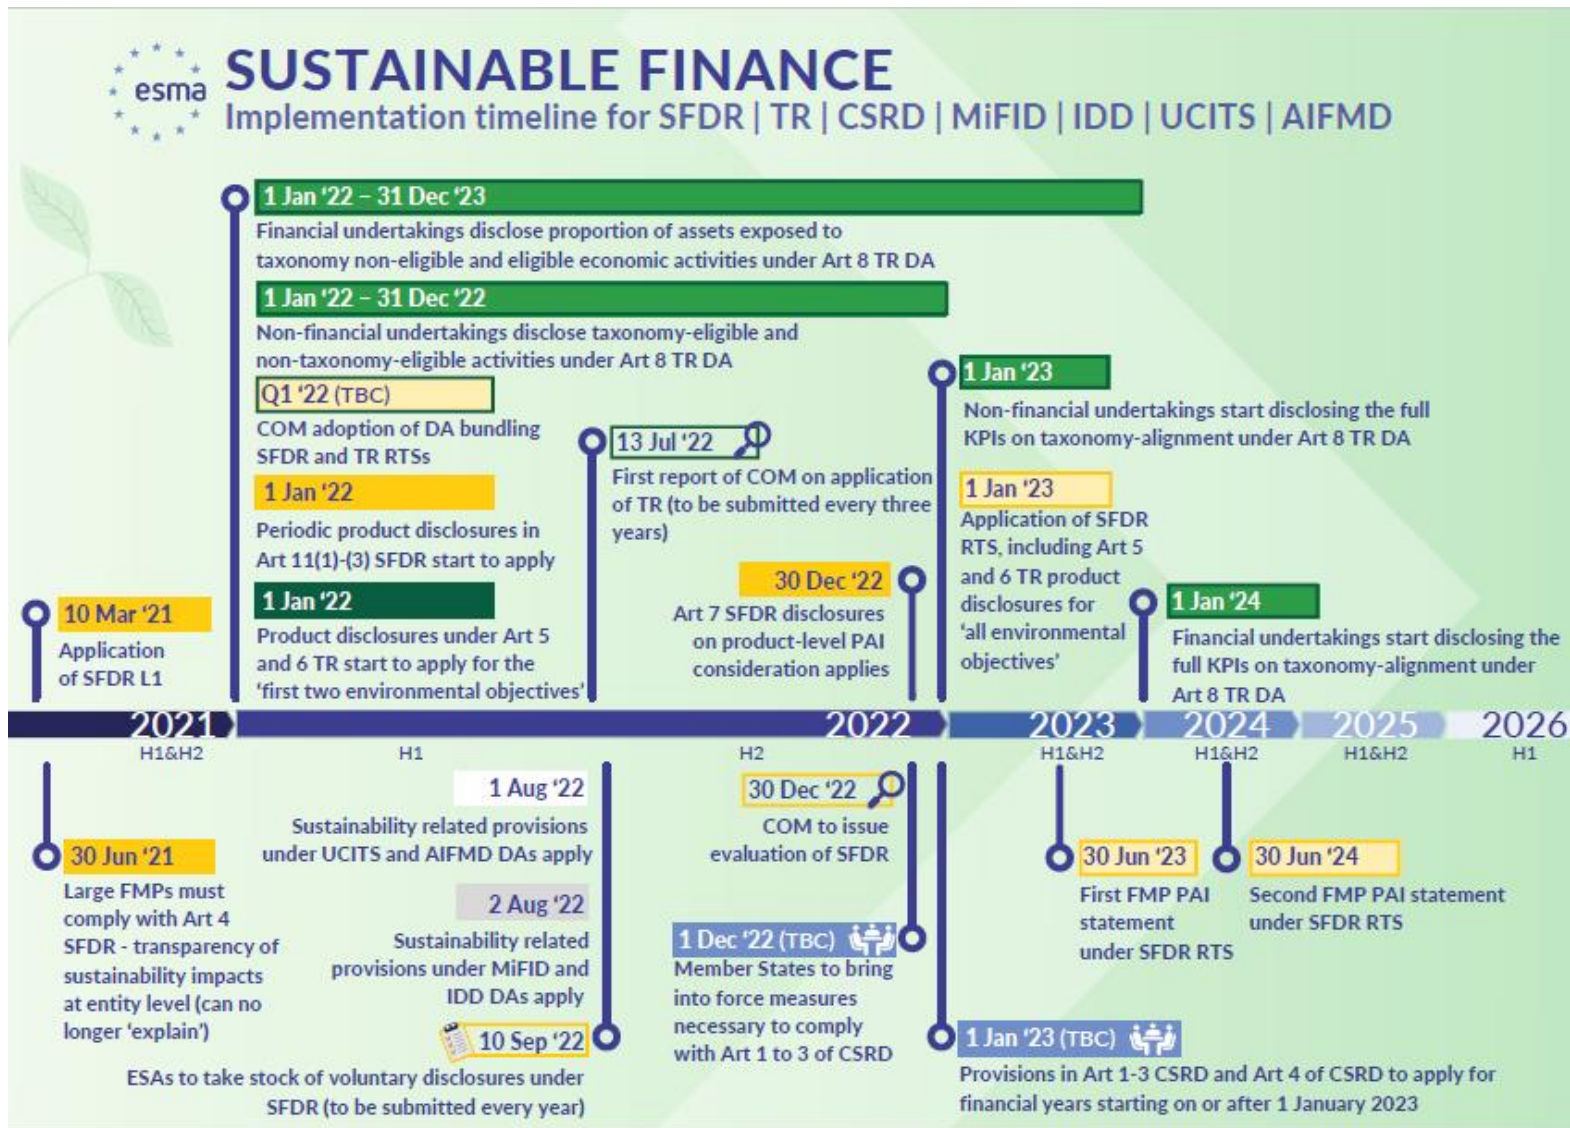 esma
SUSTAINABLE FINANCE
Implementation timeline for SFDR | TR | CSRD | MiFID | IDD | UCITS | AIFMD
1 Jan ‘22 – 31 Dec ‘23
Financial undertakings disclose proportion of assets exposed to
taxonomy non-eligible and eligible economic activities under Art 8 TR DA
1 Jan ‘22 – 31 Dec ‘22
Non-financial undertakings disclose taxonomy-eligible and
non-taxonomy-eligible activities under Art 8 TR DA
Q1 ‘22 (TBC)
COM adoption of DA bundling
SFDR and TR RTSs
1 Jan ‘22
Periodic product disclosures in
Art 11(1)-(3) SFDR start to apply
1 Jan ‘22
Product disclosures under Art 5
and 6 TR start to apply for the
‘first two environmental objectives’
10 Mar ‘21
Application
of SFDR L1
13 Jul ‘22
First report of COM on application
of TR (to be submitted every three
years)
30 Dec ‘22
Art 7 SFDR disclosures
on product-level PAI
consideration applies
1 Jan ‘23
Non-financial undertakings start disclosing the full
KPIs on taxonomy-alignment under Art 8 TR DA
1 Jan ‘23
Application of SFDR
RTS, including Art 5
and 6 TR product
disclosures for
‘all environmental
objectives’
1 Jan ‘24
Financial undertakings start disclosing the
full KPIs on taxonomy-alignment under
Art 8 TR DA
2021 2022 2023 2024 2025 2026
H1&H2 H1 H2 H1&H2 H1&H2 H1&H2 H1
30 Jun ‘21
Large FMPs must
comply with Art 4
SFDR - transparency of
sustainability impacts
at entity level (can no
longer ‘explain’)
1 Aug ‘22
Sustainability related provisions
under UCITS and AIFMD DAs apply
2 Aug ‘22
Sustainability related
provisions under MiFID and
IDD DAs apply
10 Sep ‘22
ESAs to take stock of voluntary disclosures under
SFDR (to be submitted every year)
30 Dec ‘22
COM to issue
evaluation of SFDR
1 Dec ‘22 (TBC)
Member States to bring
into force measures
necessary to comply
with Art 1 to 3 of CSRD
1 Jan ‘23 (TBC)
Provisions in Art 1-3 CSRD and Art 4 of CSRD to apply for
financial years starting on or after 1 January 2023
30 Jun ‘23
First FMP PAI
statement
under SFDR RTS
30 Jun ‘24
Second FMP PAI statement
under SFDR RTS